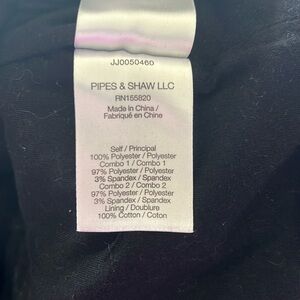 JJ0050460
PIPES & SHAW LLC
RN155820
Made in China /
Fabriqué en Chine
Self / Principal
100% Polyester / Polyester
Combo 1 / Combo 1
97% Polyester / Polyester
3% Spandex / Spandex
Combo 2 / Combo 2
97% Polyester / Polyester
3% Spandex / Spandex
Lining / Doublure
100% Cotton / Coton